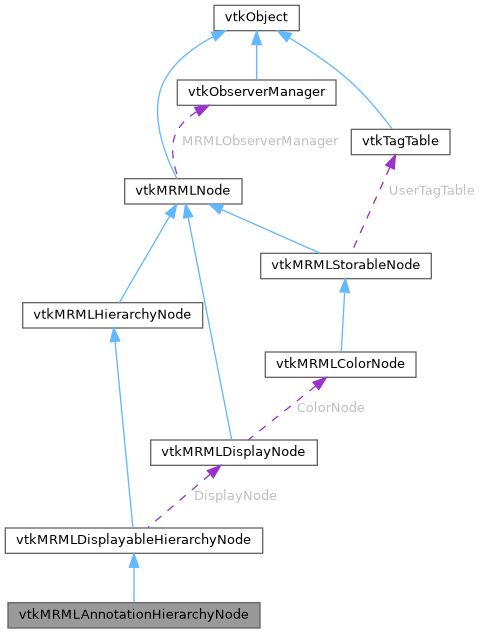 vtkObject
vtkObserverManager
MRMLObserverManager
vtkTagTable
vtkMRMLNode
UserTagTable
vtkMRMLStorableNode
vtkMRMLHierarchyNode
vtkMRMLColorNode
ColorNode
vtkMRMLDisplayNode
DisplayNode
vtkMRMLDisplayableHierarchyNode
vtkMRMLAnnotationHierarchyNode